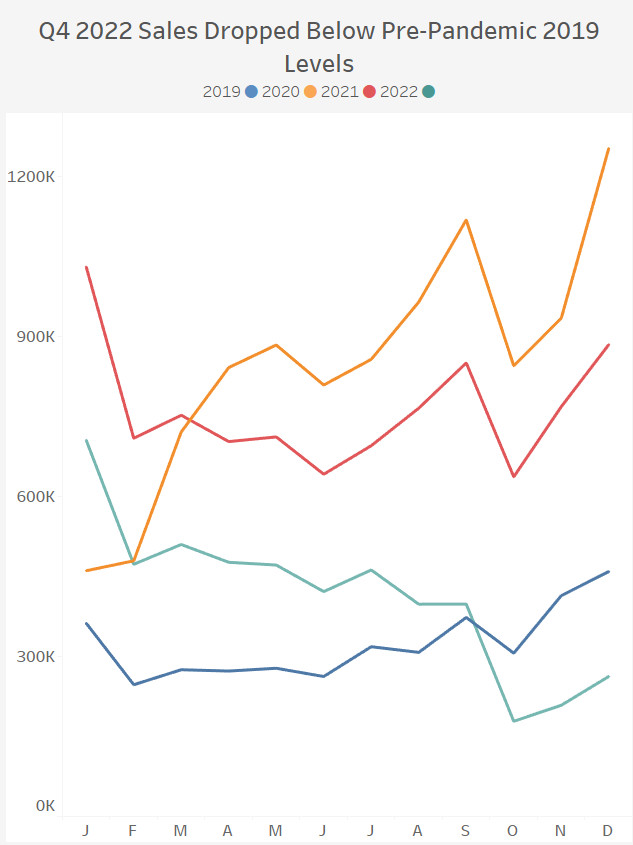 Q4 2022 Sales Dropped Below Pre-Pandemic 2019
Levels
2019 2020 2021 2022
1200K
900K
600K
300K
0K
J F M A M J J A S O N D